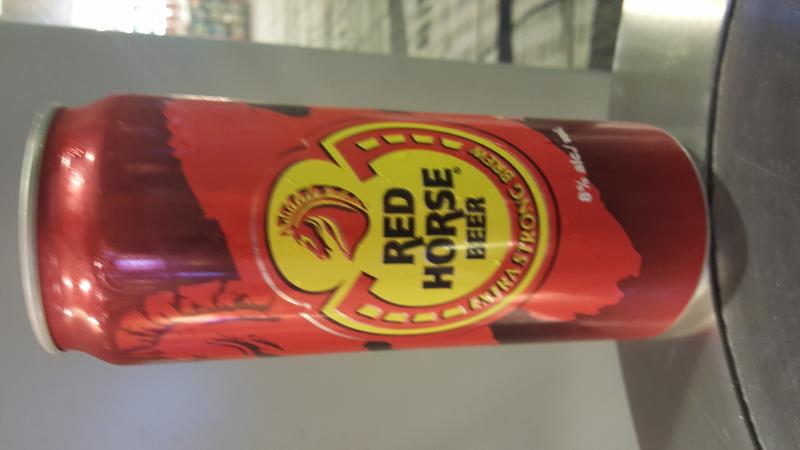 RED
HORSE®
BEER
EXTRA STRONG BREW
8% alc./vol.